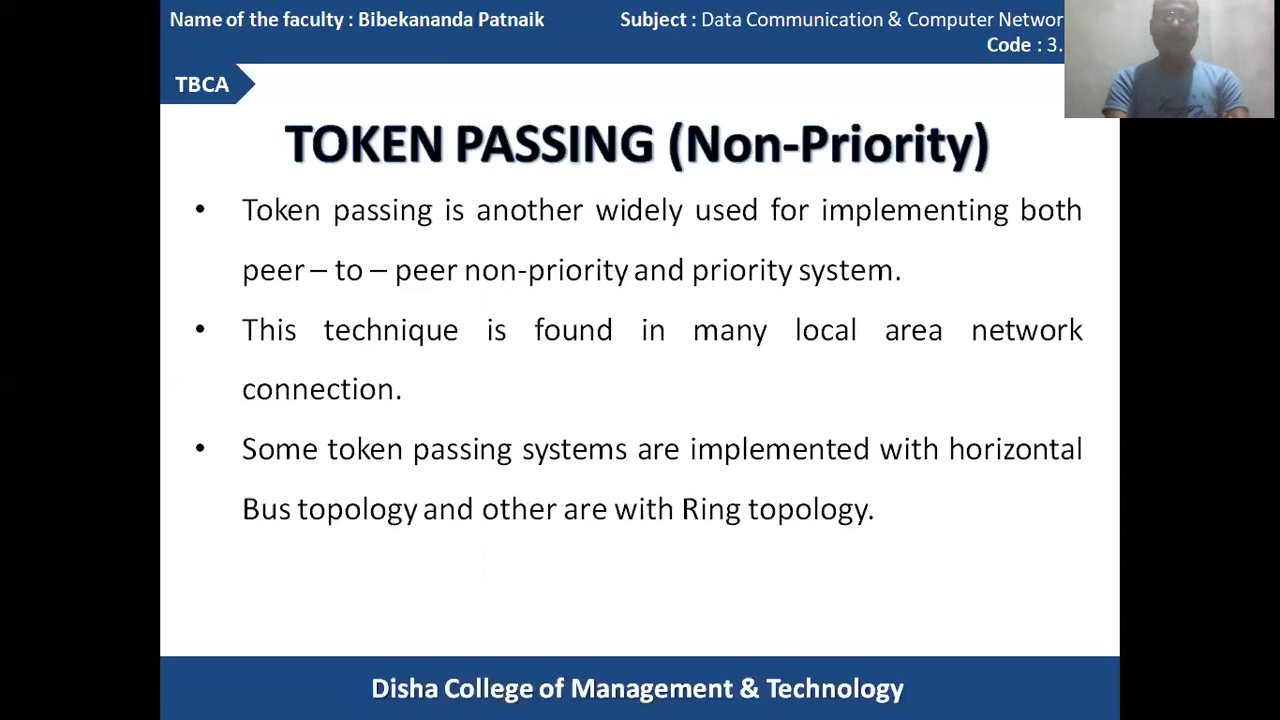 Name of the faculty : Bibekananda Patnaik
Subject : Data Communication & Computer Networ
Code : 3.
TBCA
TOKEN PASSING (Non-Priority)
• Token passing is another widely used for implementing both
peer – to – peer non-priority and priority system.
• This technique is found in many local area network
connection.
• Some token passing systems are implemented with horizontal
Bus topology and other are with Ring topology.
Disha College of Management & Technology